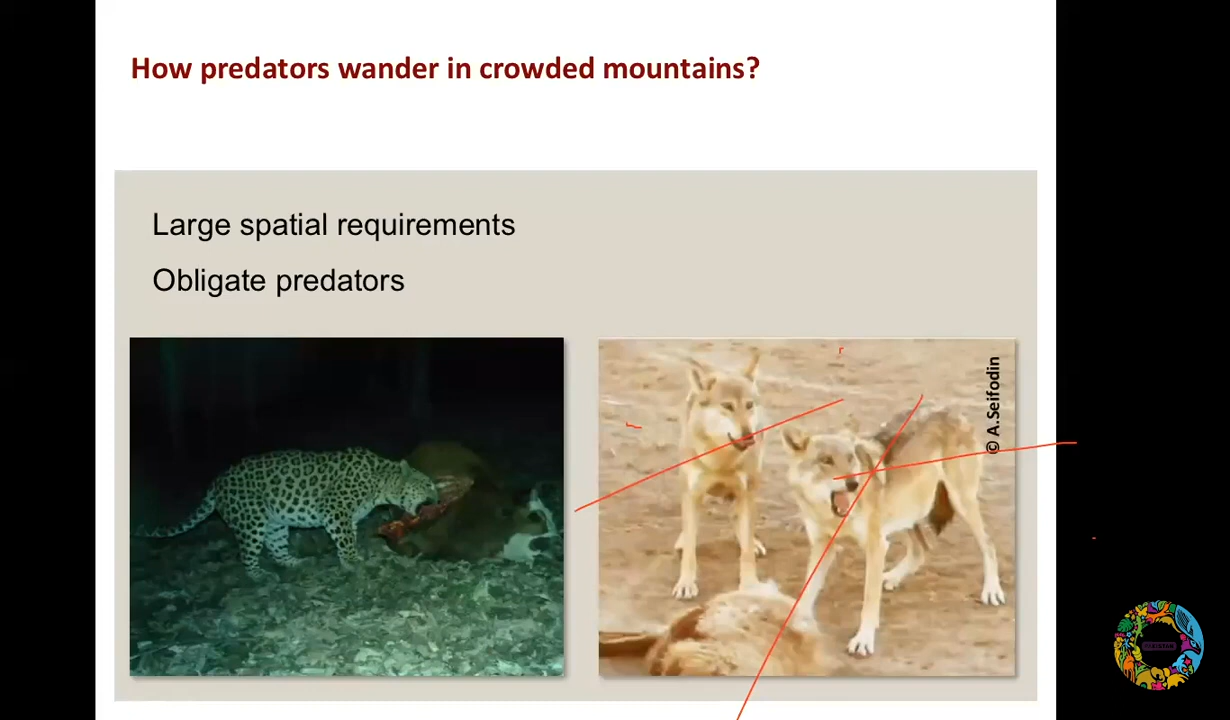 How predators wander in crowded mountains?
Large spatial requirements
Obligate predators
© A.Seifodin